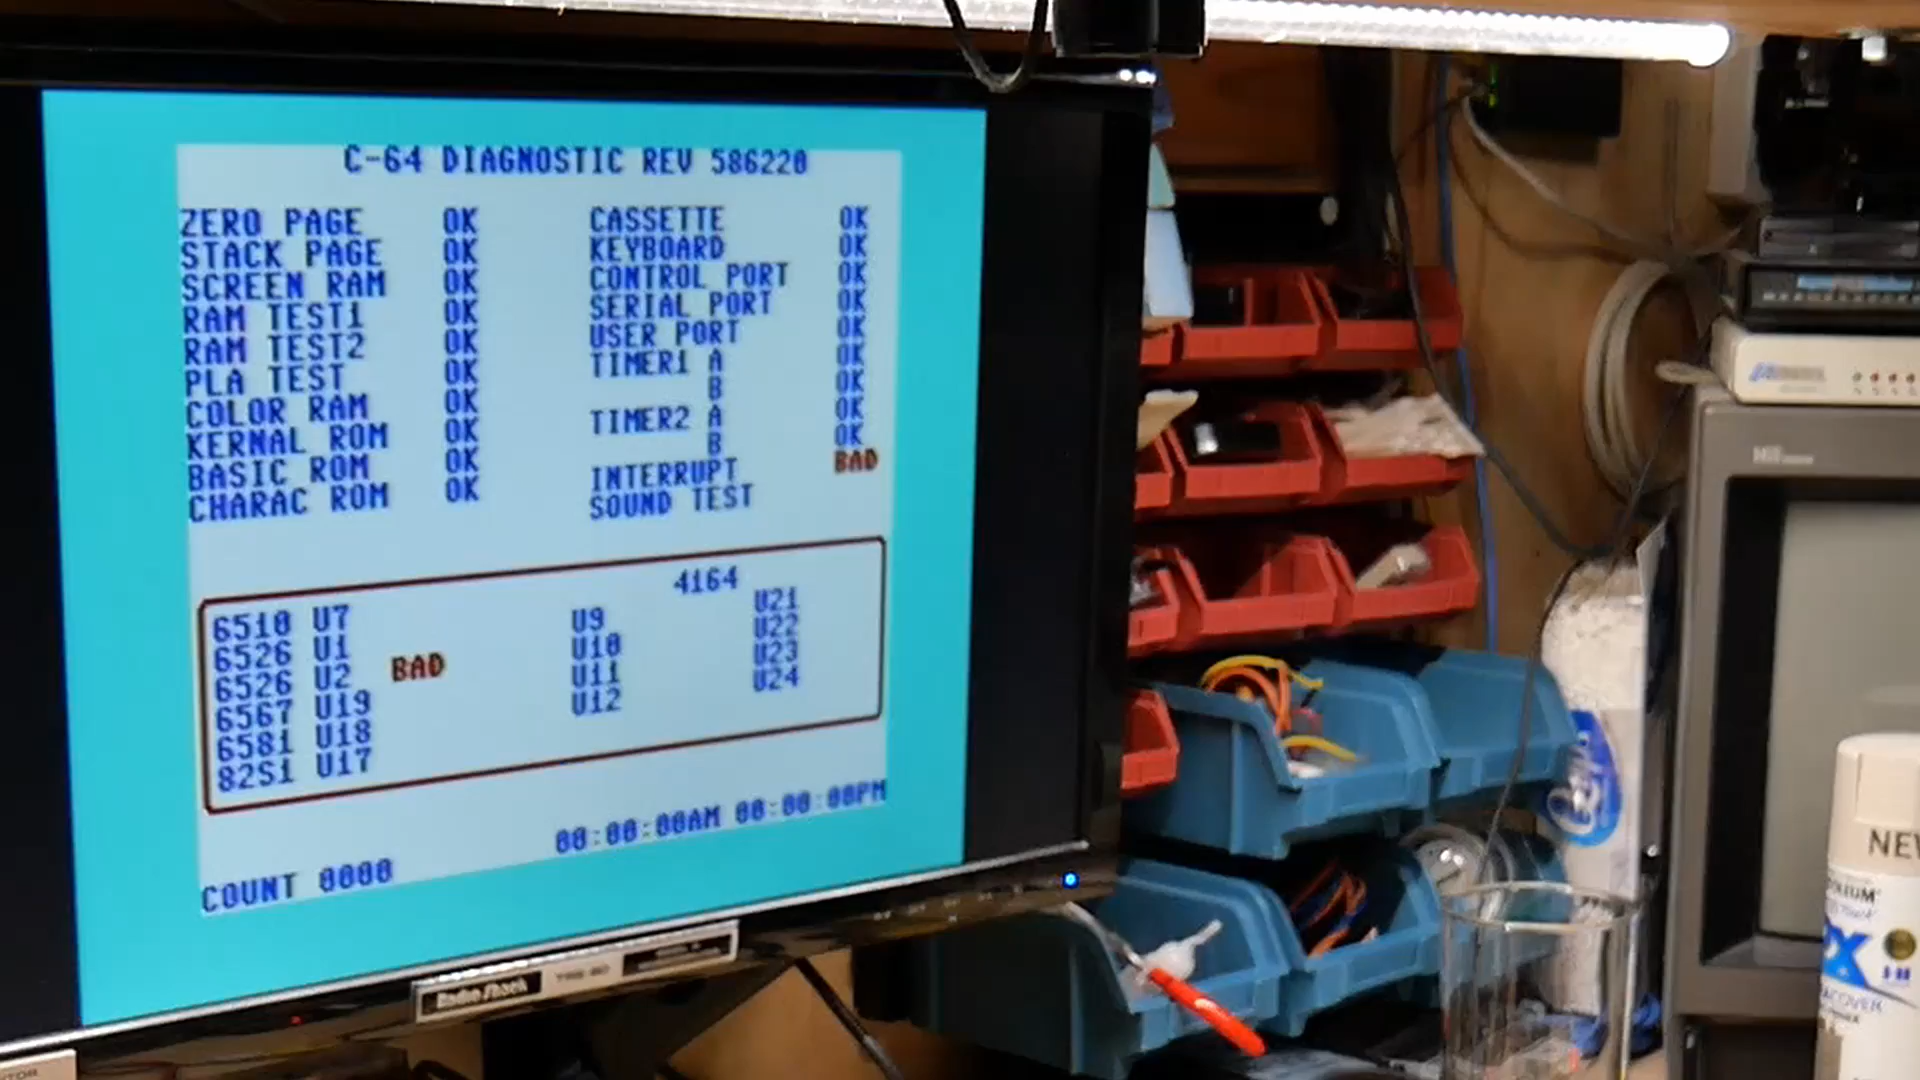 C-64 DIAGNOSTIC REV 586220
ZERO PAGE OK CASSETTE OK
STACK PAGE OK KEYBOARD OK
SCREEN RAM OK CONTROL PORT OK
RAM TEST1 OK SERIAL PORT OK
RAM TEST2 OK USER PORT OK
PLA TEST OK TIMER1 A OK
COLOR RAM OK B OK
KERNAL ROM OK TIMER2 A OK
BASIC ROM OK B OK
CHARAC ROM OK INTERRUPT BAD
SOUND TEST
4164
6510 U7 U9 U21
6526 U1 U10 U22
6526 U2 BAD U11 U23
6567 U19 U12 U24
6581 U18
82S1 U17
00:00:00AM 00:00:00PM
COUNT 0000
Radio Shack
TRS-80
NEW